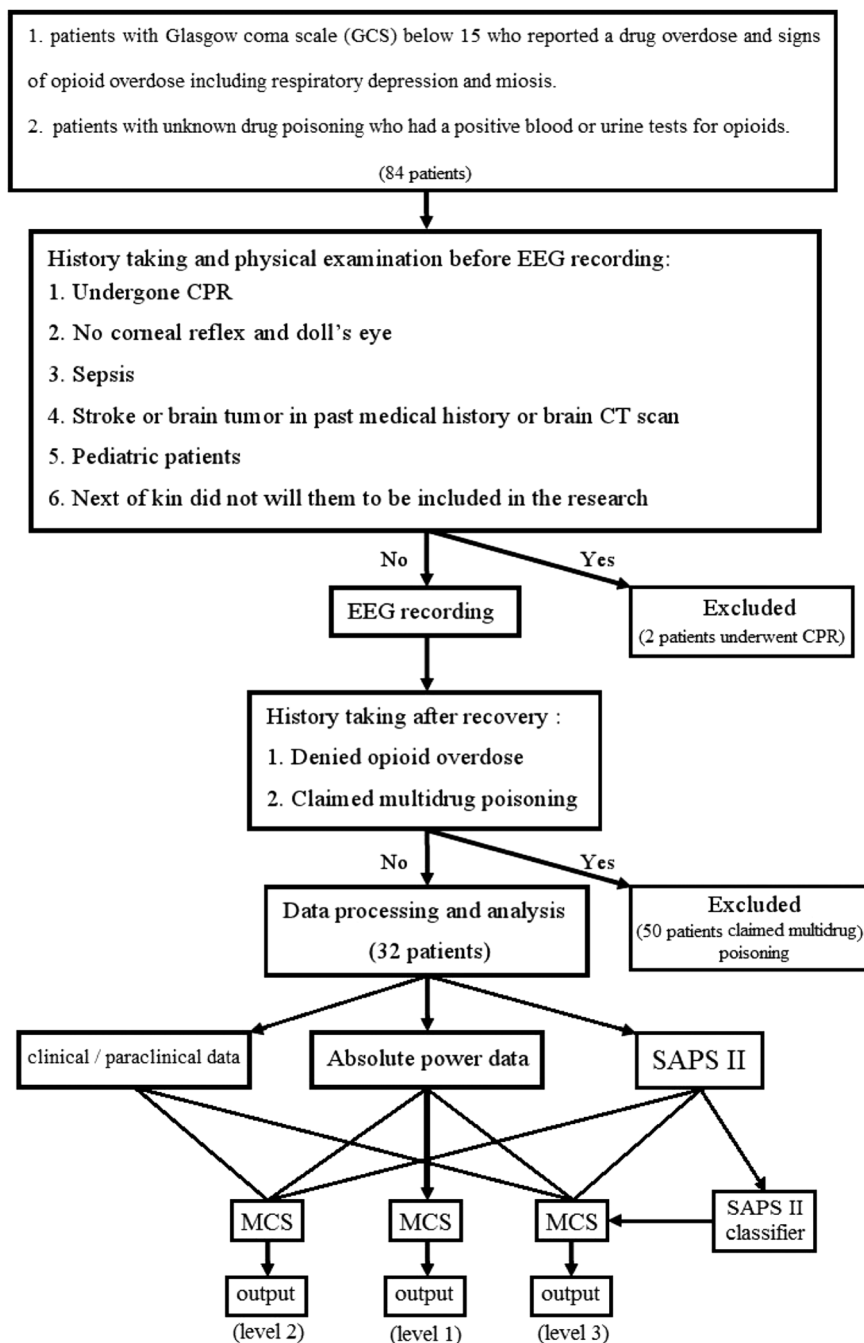 1. patients with Glasgow coma scale (GCS) below 15 who reported a drug overdose and signs
of opioid overdose including respiratory depression and miosis.
2. patients with unknown drug poisoning who had a positive blood or urine tests for opioids.
(84 patients)
History taking and physical examination before EEG recording:
1. Undergone CPR
2. No corneal reflex and doll's eye
3. Sepsis
4. Stroke or brain tumor in past medical history or brain CT scan
5. Pediatric patients
6. Next of kin did not will them to be included in the research
No
Yes
EEG recording
Excluded
(2 patients underwent CPR)
History taking after recovery :
1. Denied opioid overdose
2. Claimed multidrug poisoning
No
Yes
Data processing and analysis
(32 patients)
Excluded
(50 patients claimed multidrug)
poisoning
clinical / paraclinical data
Absolute power data
SAPS II
MCS
MCS
MCS
SAPS II
classifier
output
output
output
(level 2)
(level 1)
(level 3)